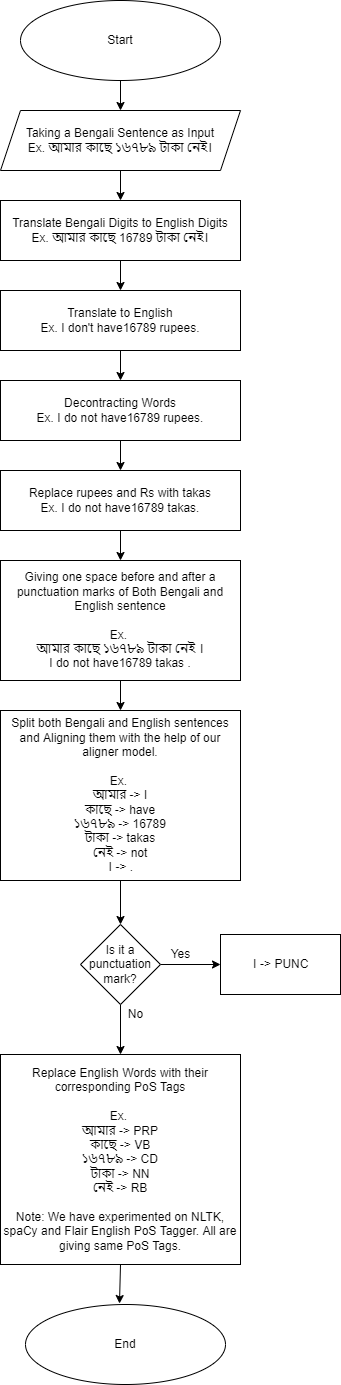 Start
Taking a Bengali Sentence as Input
Ex. আমার কাছে ১৬৭৮৯ টাকা নেই।
Translate Bengali Digits to English Digits
Ex. আমার কাছে 16789 টাকা নেই।
Translate to English
Ex. I don't have16789 rupees.
Decontracting Words
Ex. I do not have16789 rupees.
Replace rupees and Rs with takas
Ex. I do not have16789 takas.
Giving one space before and after a
punctuation marks of Both Bengali and
English sentence
Ex.
আমার কাছে ১৬৭৮৯ টাকা নেই ।
I do not have16789 takas .
Split both Bengali and English sentences
and Aligning them with the help of our
aligner model.
Ex.
আমার -> I
কাছে -> have
১৬৭৮৯ -> 16789
টাকা -> takas
নেই -> not
। -> .
Is it a
punctuation
mark?
Yes
। -> PUNC
No
Replace English Words with their
corresponding PoS Tags
Ex.
আমার -> PRP
কাছে -> VB
১৬৭৮৯ -> CD
টাকা -> NN
নেই -> RB
Note: We have experimented on NLTK,
spaCy and Flair English PoS Tagger. All are
giving same PoS Tags.
End